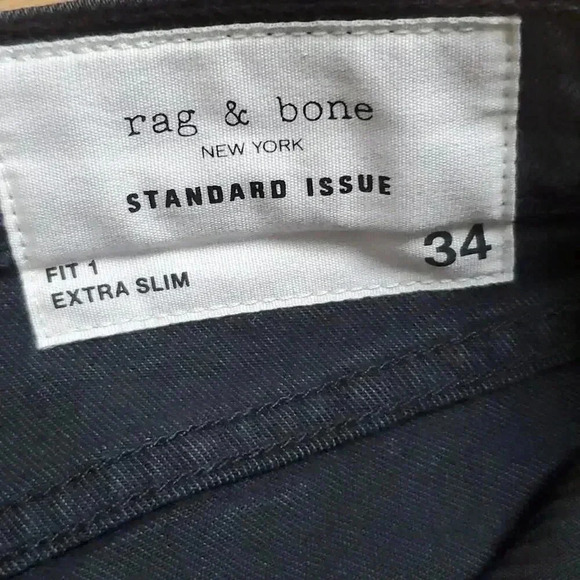 rag & bone
NEW YORK
STANDARD ISSUE
34
FIT 1
EXTRA SLIM